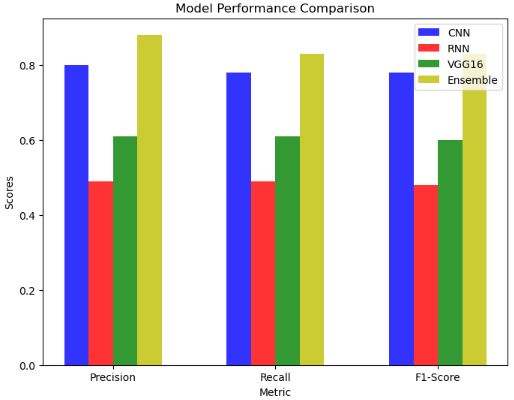 Model Performance Comparison
CNN
RNN
VGG16
Ensemble
Scores
0.8
0.6
0.4
0.2
0.0
Precision
Recall
F1-Score
Metric